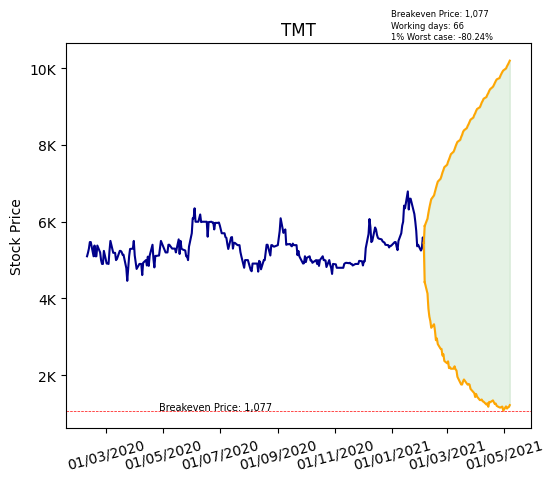 Breakeven Price: 1,077
Working days: 66
1% Worst case: -80.24%
TMT
Stock Price
10K
8K
6K
4K
2K
Breakeven Price: 1,077
01/03/2020
01/05/2020
01/07/2020
01/09/2020
01/11/2020
01/01/2021
01/03/2021
01/05/2021